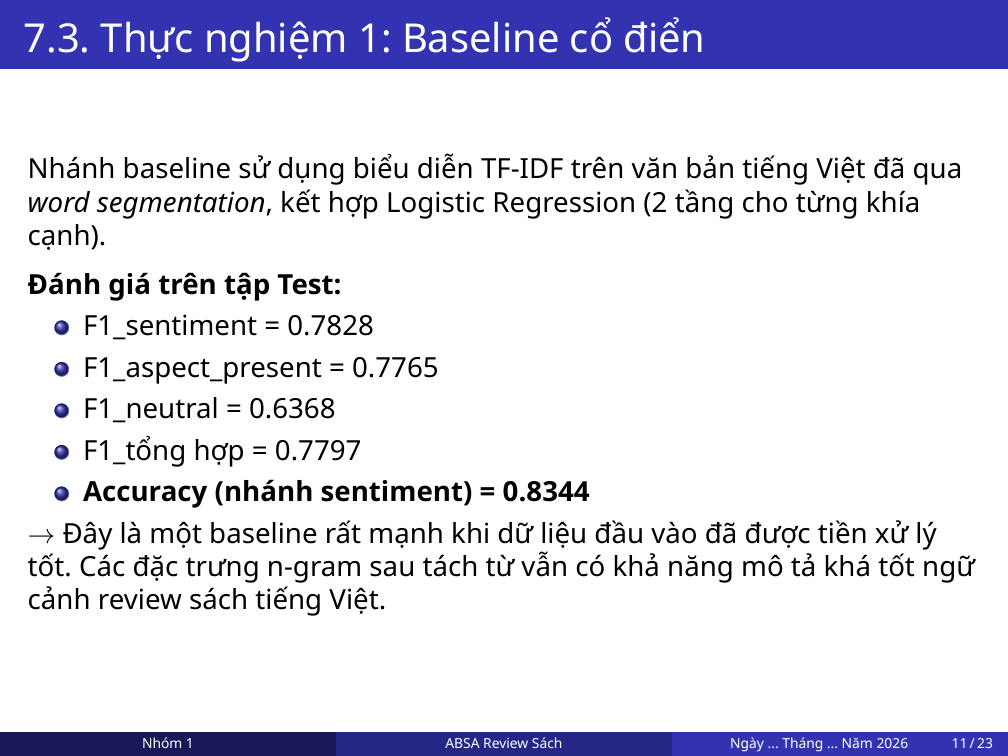 7.3. Thực nghiệm 1: Baseline cổ điển
Nhánh baseline sử dụng biểu diễn TF-IDF trên văn bản tiếng Việt đã qua
word segmentation, kết hợp Logistic Regression (2 tầng cho từng khía
cạnh).
Đánh giá trên tập Test:
F1_sentiment = 0.7828
F1_aspect_present = 0.7765
F1_neutral = 0.6368
F1_tổng hợp = 0.7797
Accuracy (nhánh sentiment) = 0.8344
→ Đây là một baseline rất mạnh khi dữ liệu đầu vào đã được tiền xử lý
tốt. Các đặc trưng n-gram sau tách từ vẫn có khả năng mô tả khá tốt ngữ
cảnh review sách tiếng Việt.
Nhóm 1 ABSA Review Sách Ngày ... Tháng ... Năm 2026 11 / 23